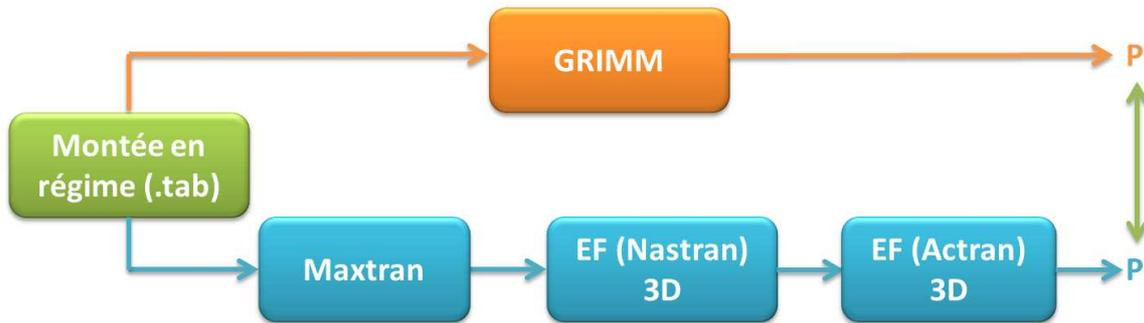 GRIMM
P
Montée en
régime (.tab)
Maxtran
EF (Nastran)
3D
EF (Actran)
3D
P